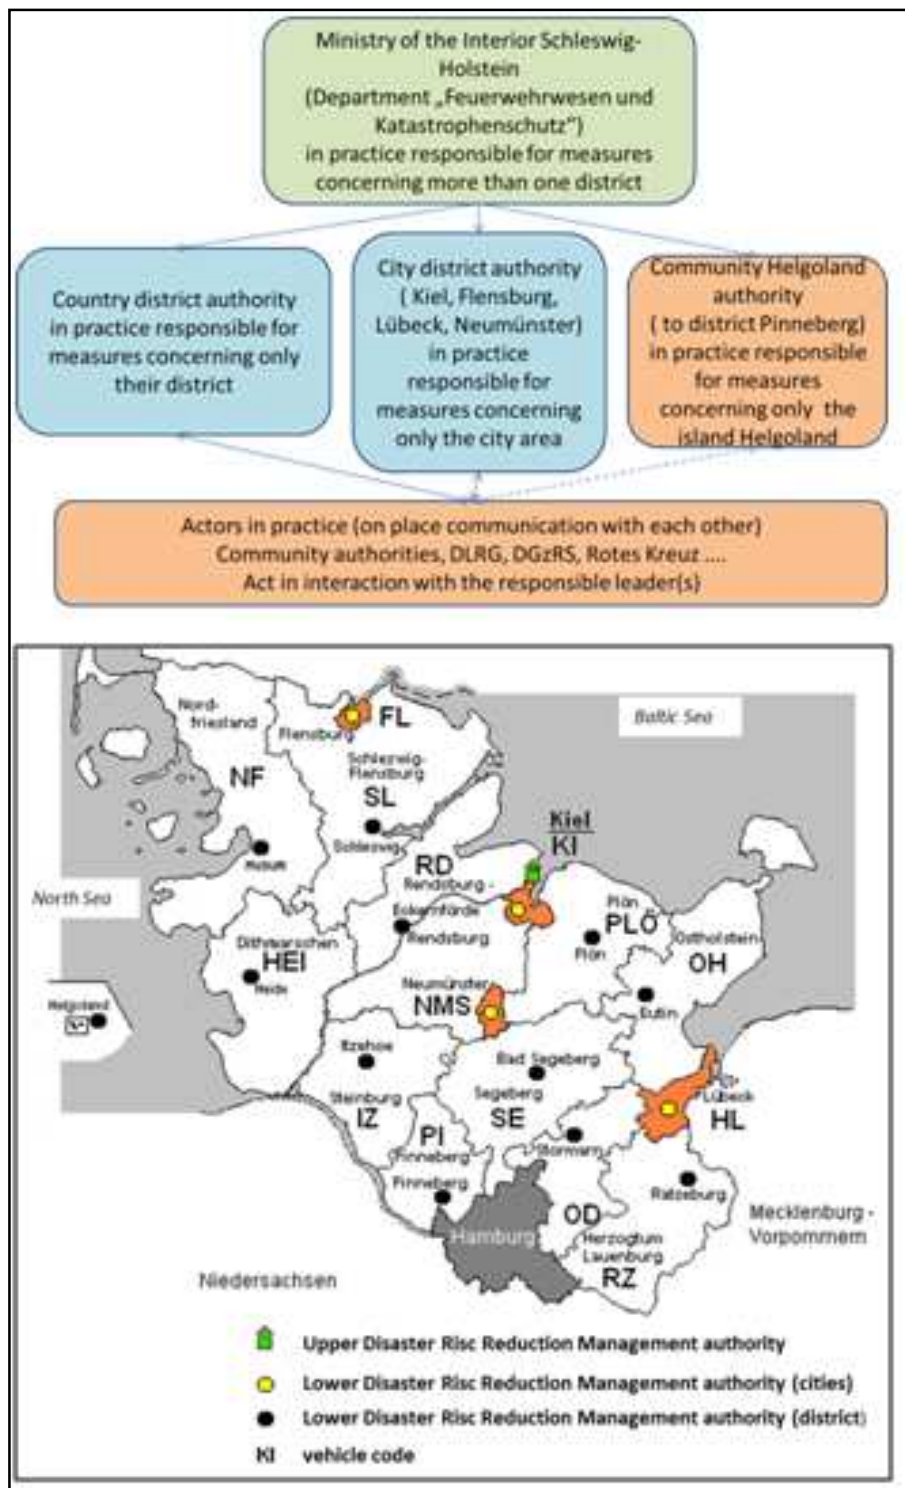 Ministry of the Interior Schleswig-
Holstein
(Department „Feuerwehrwesen und
Katastrophenschutz“)
in practice responsible for measures
concerning more than one district
Country district authority
in practice responsible for
measures concerning only
their district
City district authority
( Kiel, Flensburg,
Lübeck, Neumünster)
in practice
responsible for
measures concerning
only the city area
Community Helgoland
authority
( to district Pinneberg)
in practice responsible
for measures
concerning only the
island Helgoland
Actors in practice (on place communication with each other)
Community authorities, DLRG, DGzRS, Rotes Kreuz ....
Act in interaction with the responsible leader(s)
Nord-
friesland
NF
Husum
Flensburg
FL
Schleswig-
Flensburg
SL
Schleswig
Baltic Sea
Kiel
KI
RD
Rendsburg -
Eckernförde
Rendsburg
North Sea
Plön
PLÖ
Plön
Ostholstein
OH
Eutin
Dithmarschen
HEI
Heide
Helgoland
Neumünster
NMS
Itzehoe
Steinburg
IZ
Bad Segeberg
Segeberg
SE
Lübeck
HL
PI
Pinneberg
Pinneberg
Stormarn
OD
Ratzeburg
Herzogtum
Lauenburg
RZ
Hamburg
Mecklenburg -
Vorpommern
Niedersachsen
Upper Disaster Risc Reduction Management authority
Lower Disaster Risc Reduction Management authority (cities)
Lower Disaster Risc Reduction Management authority (district)
KI vehicle code